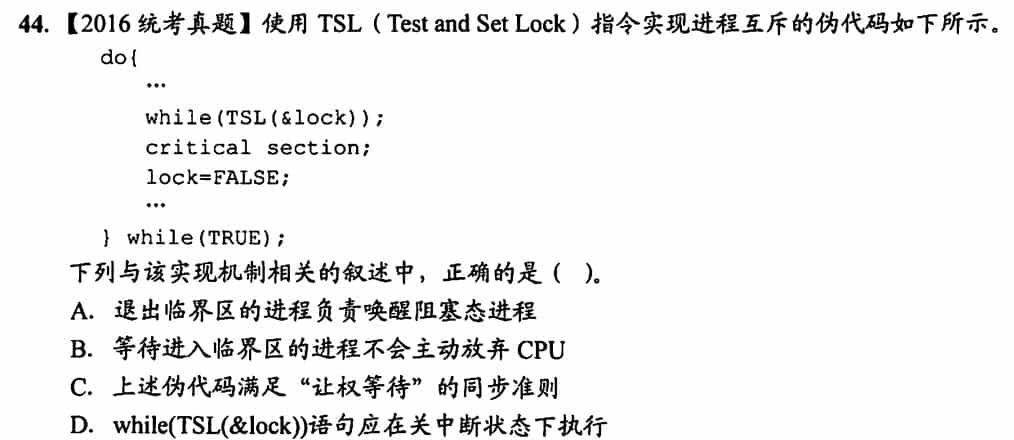 44. 【2016 统考真题】使用 TSL（Test and Set Lock）指令实现进程互斥的伪代码如下所示。
do{
…
while(TSL(&lock));
critical section;
lock=FALSE;
…
} while(TRUE);
下列与该实现机制相关的叙述中，正确的是（ ）。
A. 退出临界区的进程负责唤醒阻塞态进程
B. 等待进入临界区的进程不会主动放弃 CPU
C. 上述伪代码满足“让权等待”的同步准则
D. while(TSL(&lock))语句应在关中断状态下执行